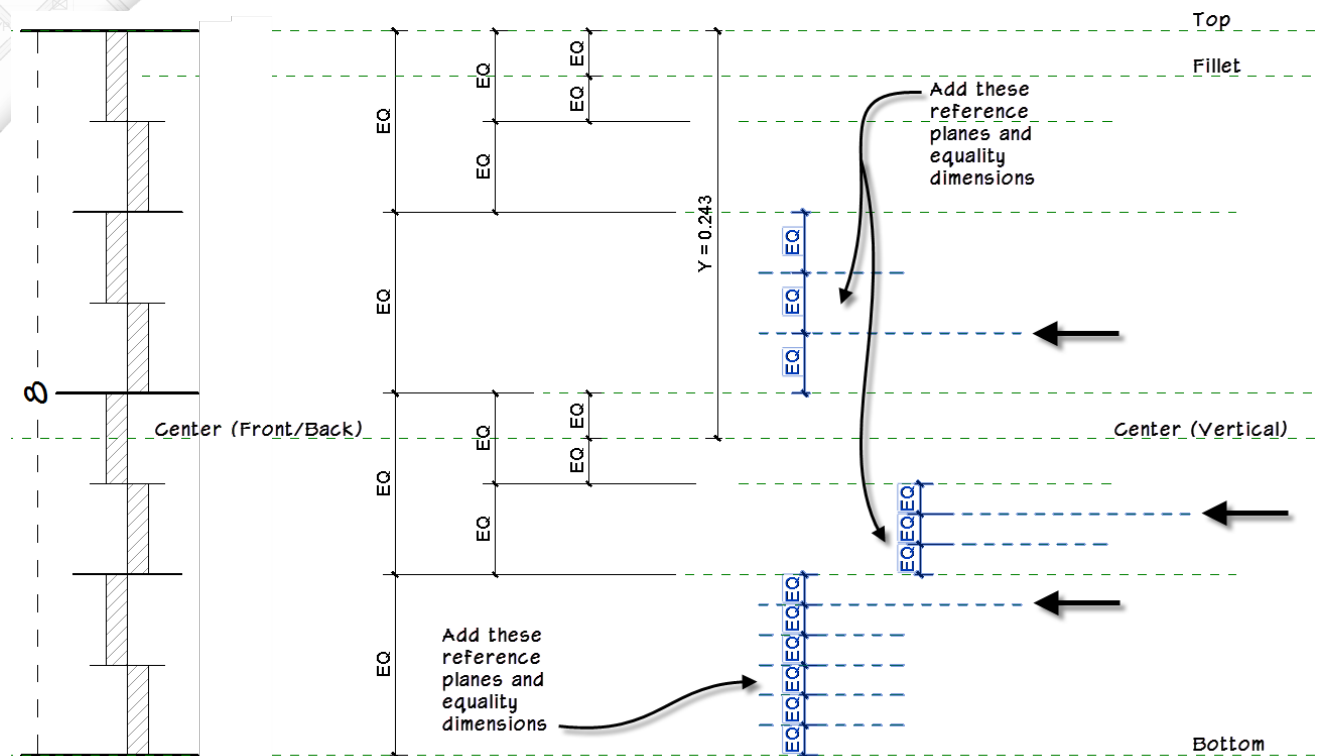 Top
Fillet
EQ
EQ
EQ
EQ
EQ
EQ
Add these
reference
planes and
equality
dimensions
Y = 0.243
EQ
EQ
EQ
EQ
8
Center (Front/Back)
Center (Vertical)
EQ
EQ
EQ
EQ
EQ
EQ
EQ
EQ
Add these
reference
planes and
equality
dimensions
EQ
EQ
EQ
EQ
EQ
EQ
EQ
Bottom